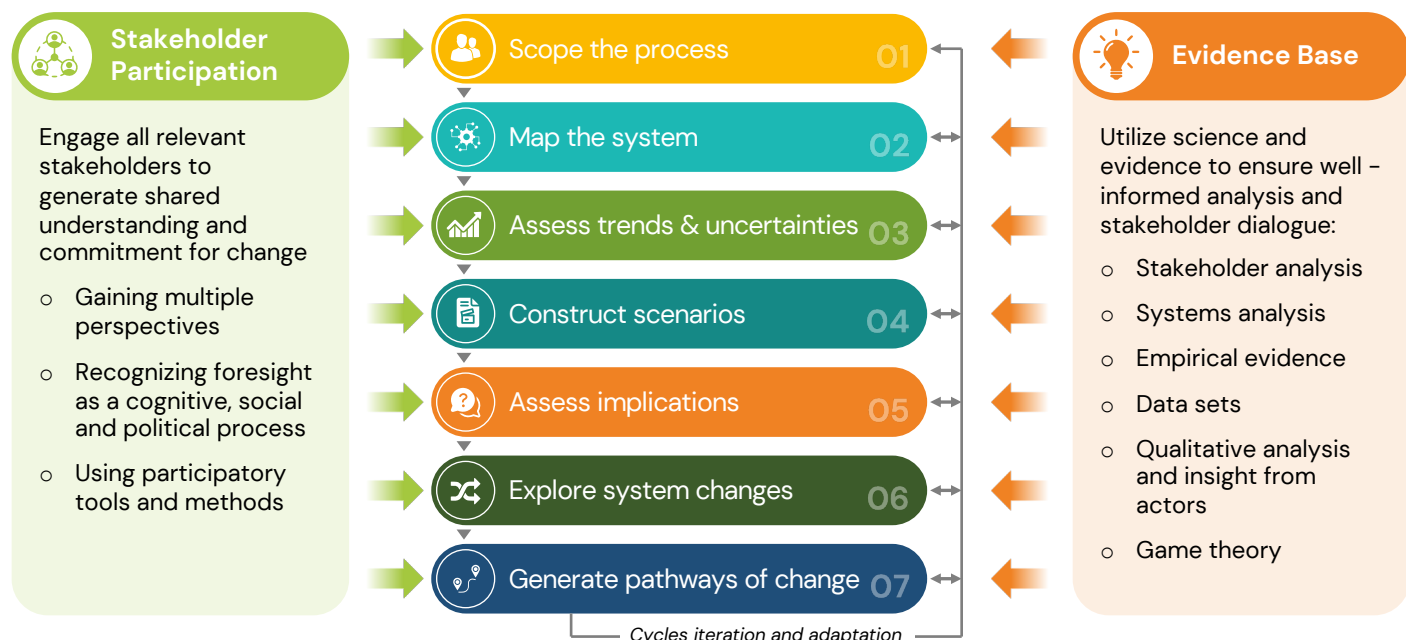 Stakeholder
Participation
Engage all relevant
stakeholders to
generate shared
understanding and
commitment for change
o Gaining multiple
perspectives
o Recognizing foresight
as a cognitive, social
and political process
o Using participatory
tools and methods
Scope the process 01
Map the system 02
Assess trends & uncertainties 03
Construct scenarios 04
Assess implications 05
Explore system changes 06
Generate pathways of change 07
Cycles iteration and adaptation
Evidence Base
Utilize science and
evidence to ensure well –
informed analysis and
stakeholder dialogue:
o Stakeholder analysis
o Systems analysis
o Empirical evidence
o Data sets
o Qualitative analysis
and insight from
actors
o Game theory